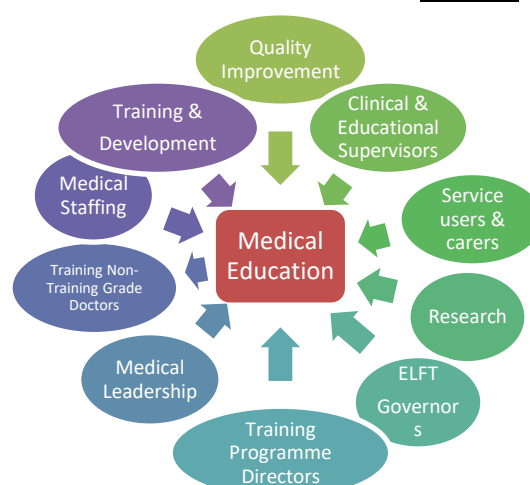 Quality
Improvement
Training &
Development
Clinical &
Educational
Supervisors
Medical
Staffing
Service
users &
carers
Medical
Education
Training Non-
Training Grade
Doctors
Research
Medical
Leadership
ELFT
Governor
s
Training
Programme
Directors